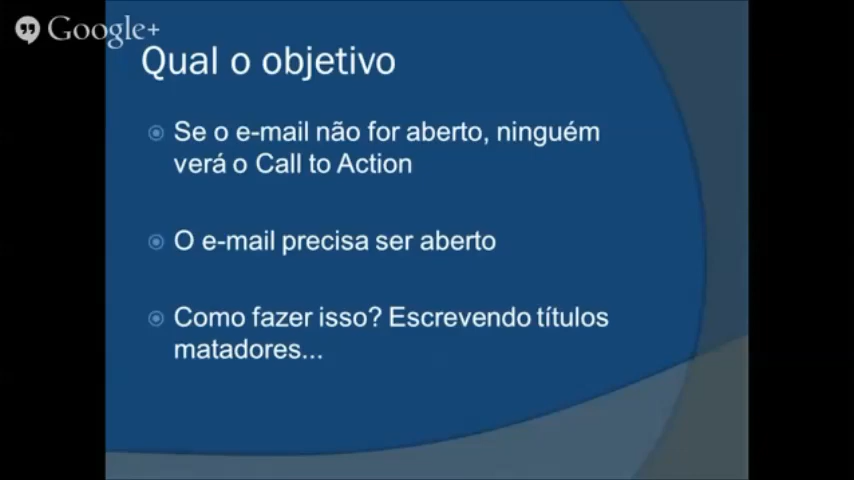 Google+
Qual o objetivo
Se o e-mail não for aberto, ninguém
verá o Call to Action
O e-mail precisa ser aberto
Como fazer isso? Escrevendo títulos
matadores...